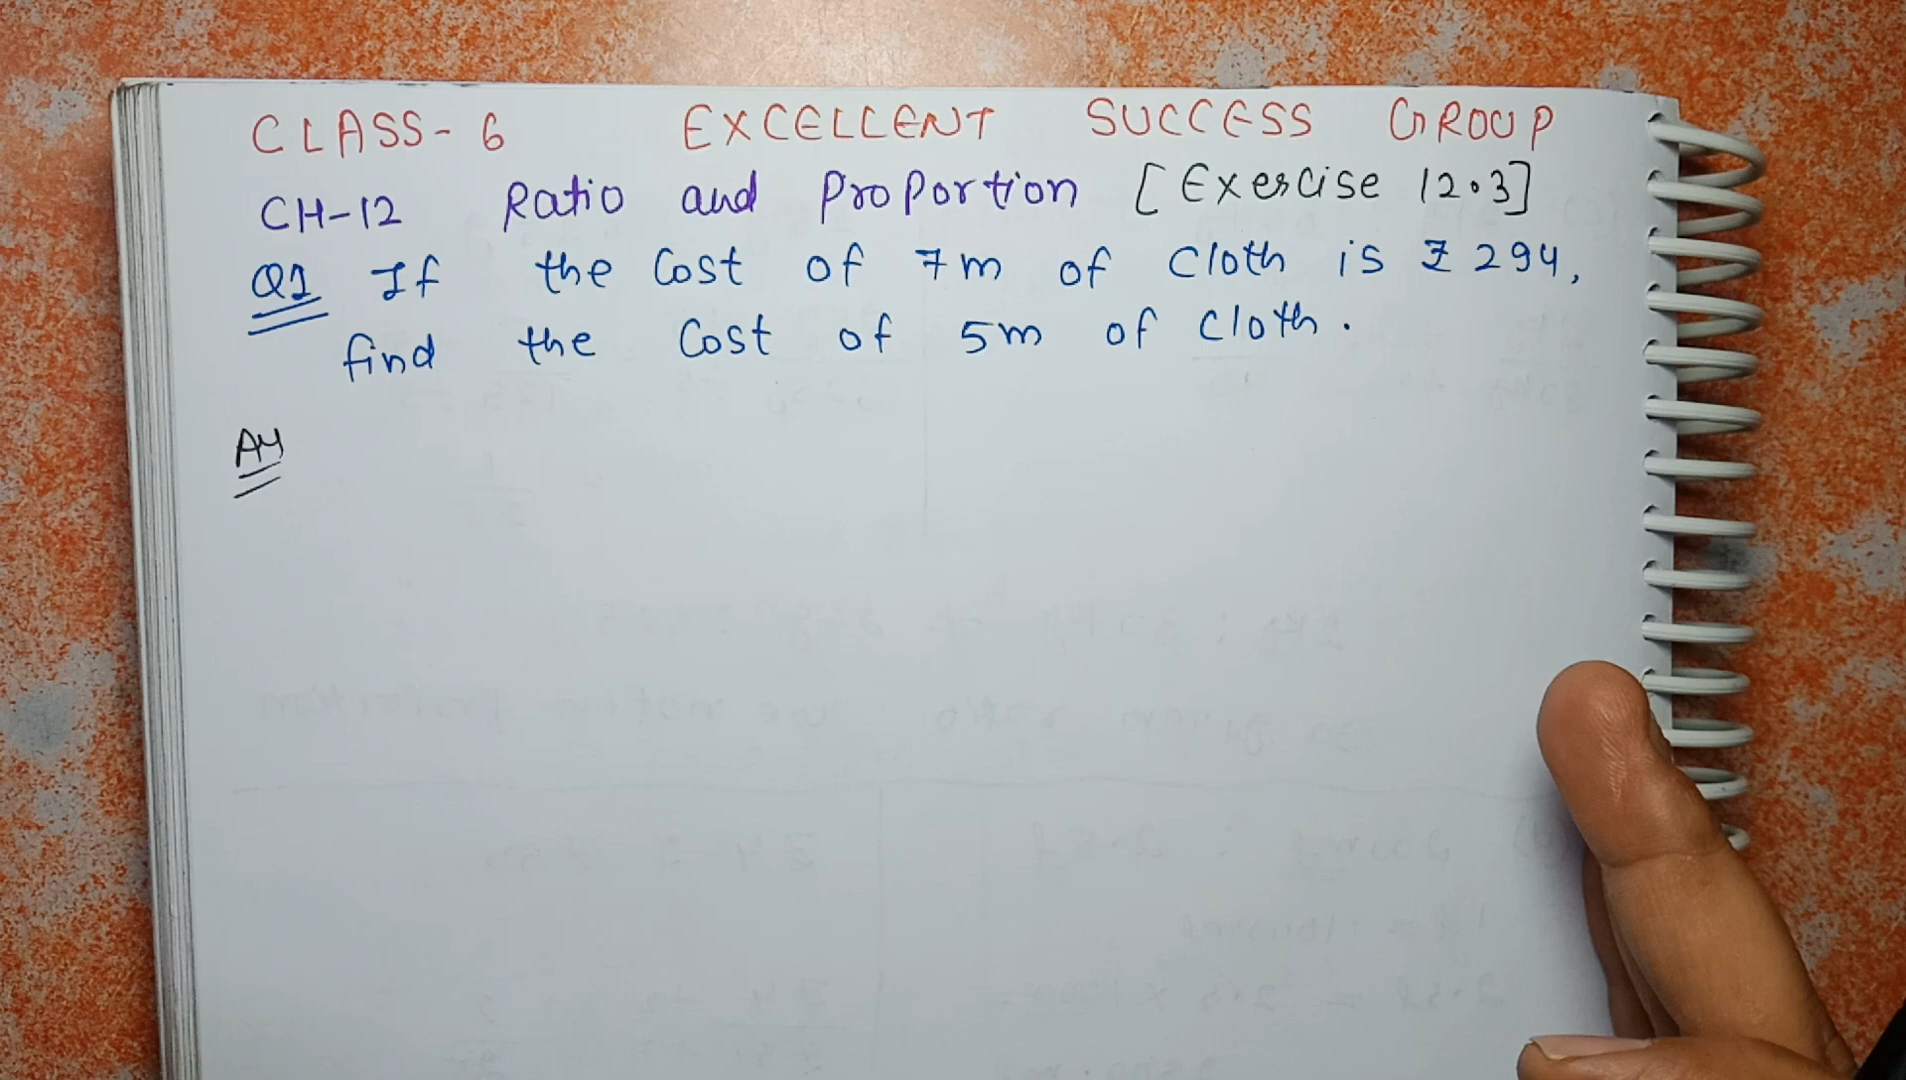 CLASS-6 EXCELLENT SUCCESS GROUP
CH-12 Ratio and Proportion [Exercise 12.3]
Q1 If the Cost of 7m of Cloth is ₹ 294,
find the Cost of 5m of Cloth.